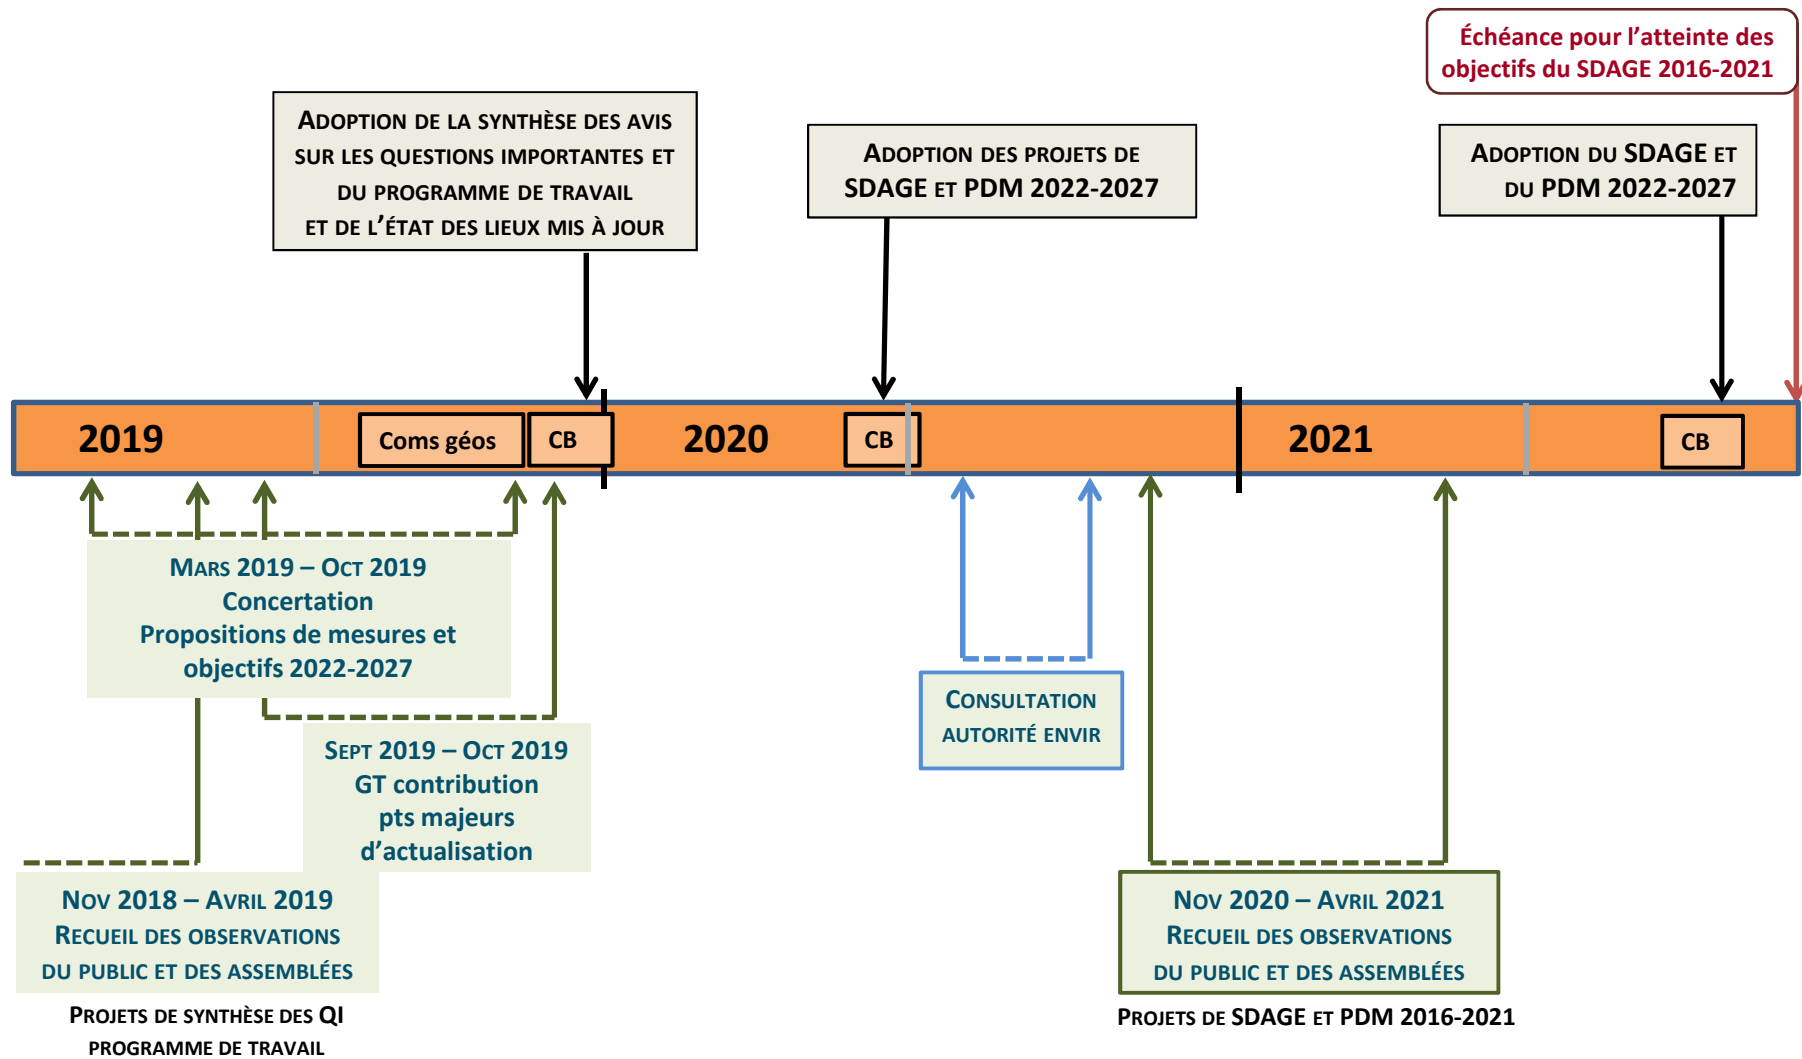 Échéance pour l'atteinte des
objectifs du SDAGE 2016-2021
ADOPTION DE LA SYNTHÈSE DES AVIS
SUR LES QUESTIONS IMPORTANTES ET
DU PROGRAMME DE TRAVAIL
ET DE L'ÉTAT DES LIEUX MIS À JOUR
ADOPTION DES PROJETS DE
SDAGE ET PDM 2022-2027
ADOPTION DU SDAGE ET
DU PDM 2022-2027
2019
Coms géos
CB
2020
CB
2021
CB
MARS 2019 – OCT 2019
Concertation
Propositions de mesures et
objectifs 2022-2027
SEPT 2019 – OCT 2019
GT contribution
pts majeurs
d'actualisation
CONSULTATION
AUTORITÉ ENVIR
NOV 2018 – AVRIL 2019
RECUEIL DES OBSERVATIONS
DU PUBLIC ET DES ASSEMBLÉES
PROJETS DE SYNTHÈSE DES QI
PROGRAMME DE TRAVAIL
NOV 2020 – AVRIL 2021
RECUEIL DES OBSERVATIONS
DU PUBLIC ET DES ASSEMBLÉES
PROJETS DE SDAGE ET PDM 2016-2021